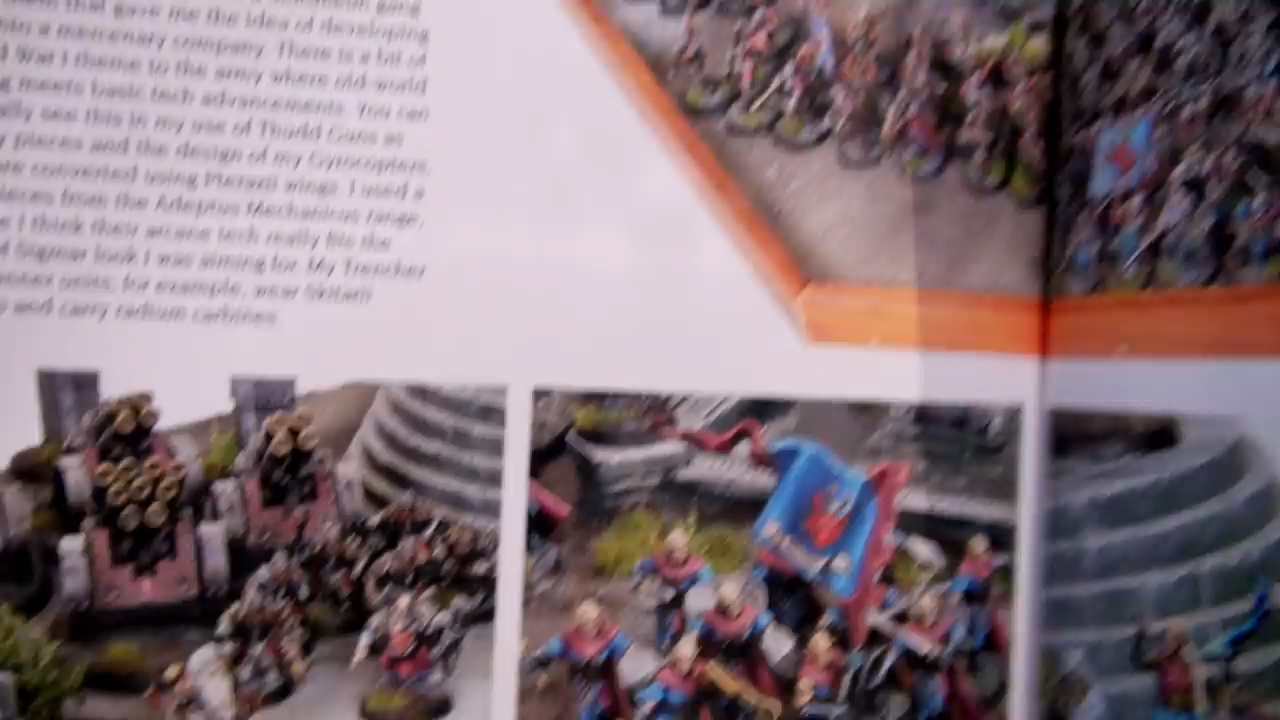 that gave me the idea of developing
a mercenary company. There is a bit of
War I theme to the army where old-world
meets basic tech advancements. You can
see this in my use of Thudd Guns as
pieces and the design of my Gyrocopters,
converted using Pteraxii wings. I used a
pieces from the Adeptus Mechanicus range,
I think their arcane tech really fits the
Sigmar look I was aiming for. My Trencher
units, for example, wear Skitarii
and carry radium carbines.